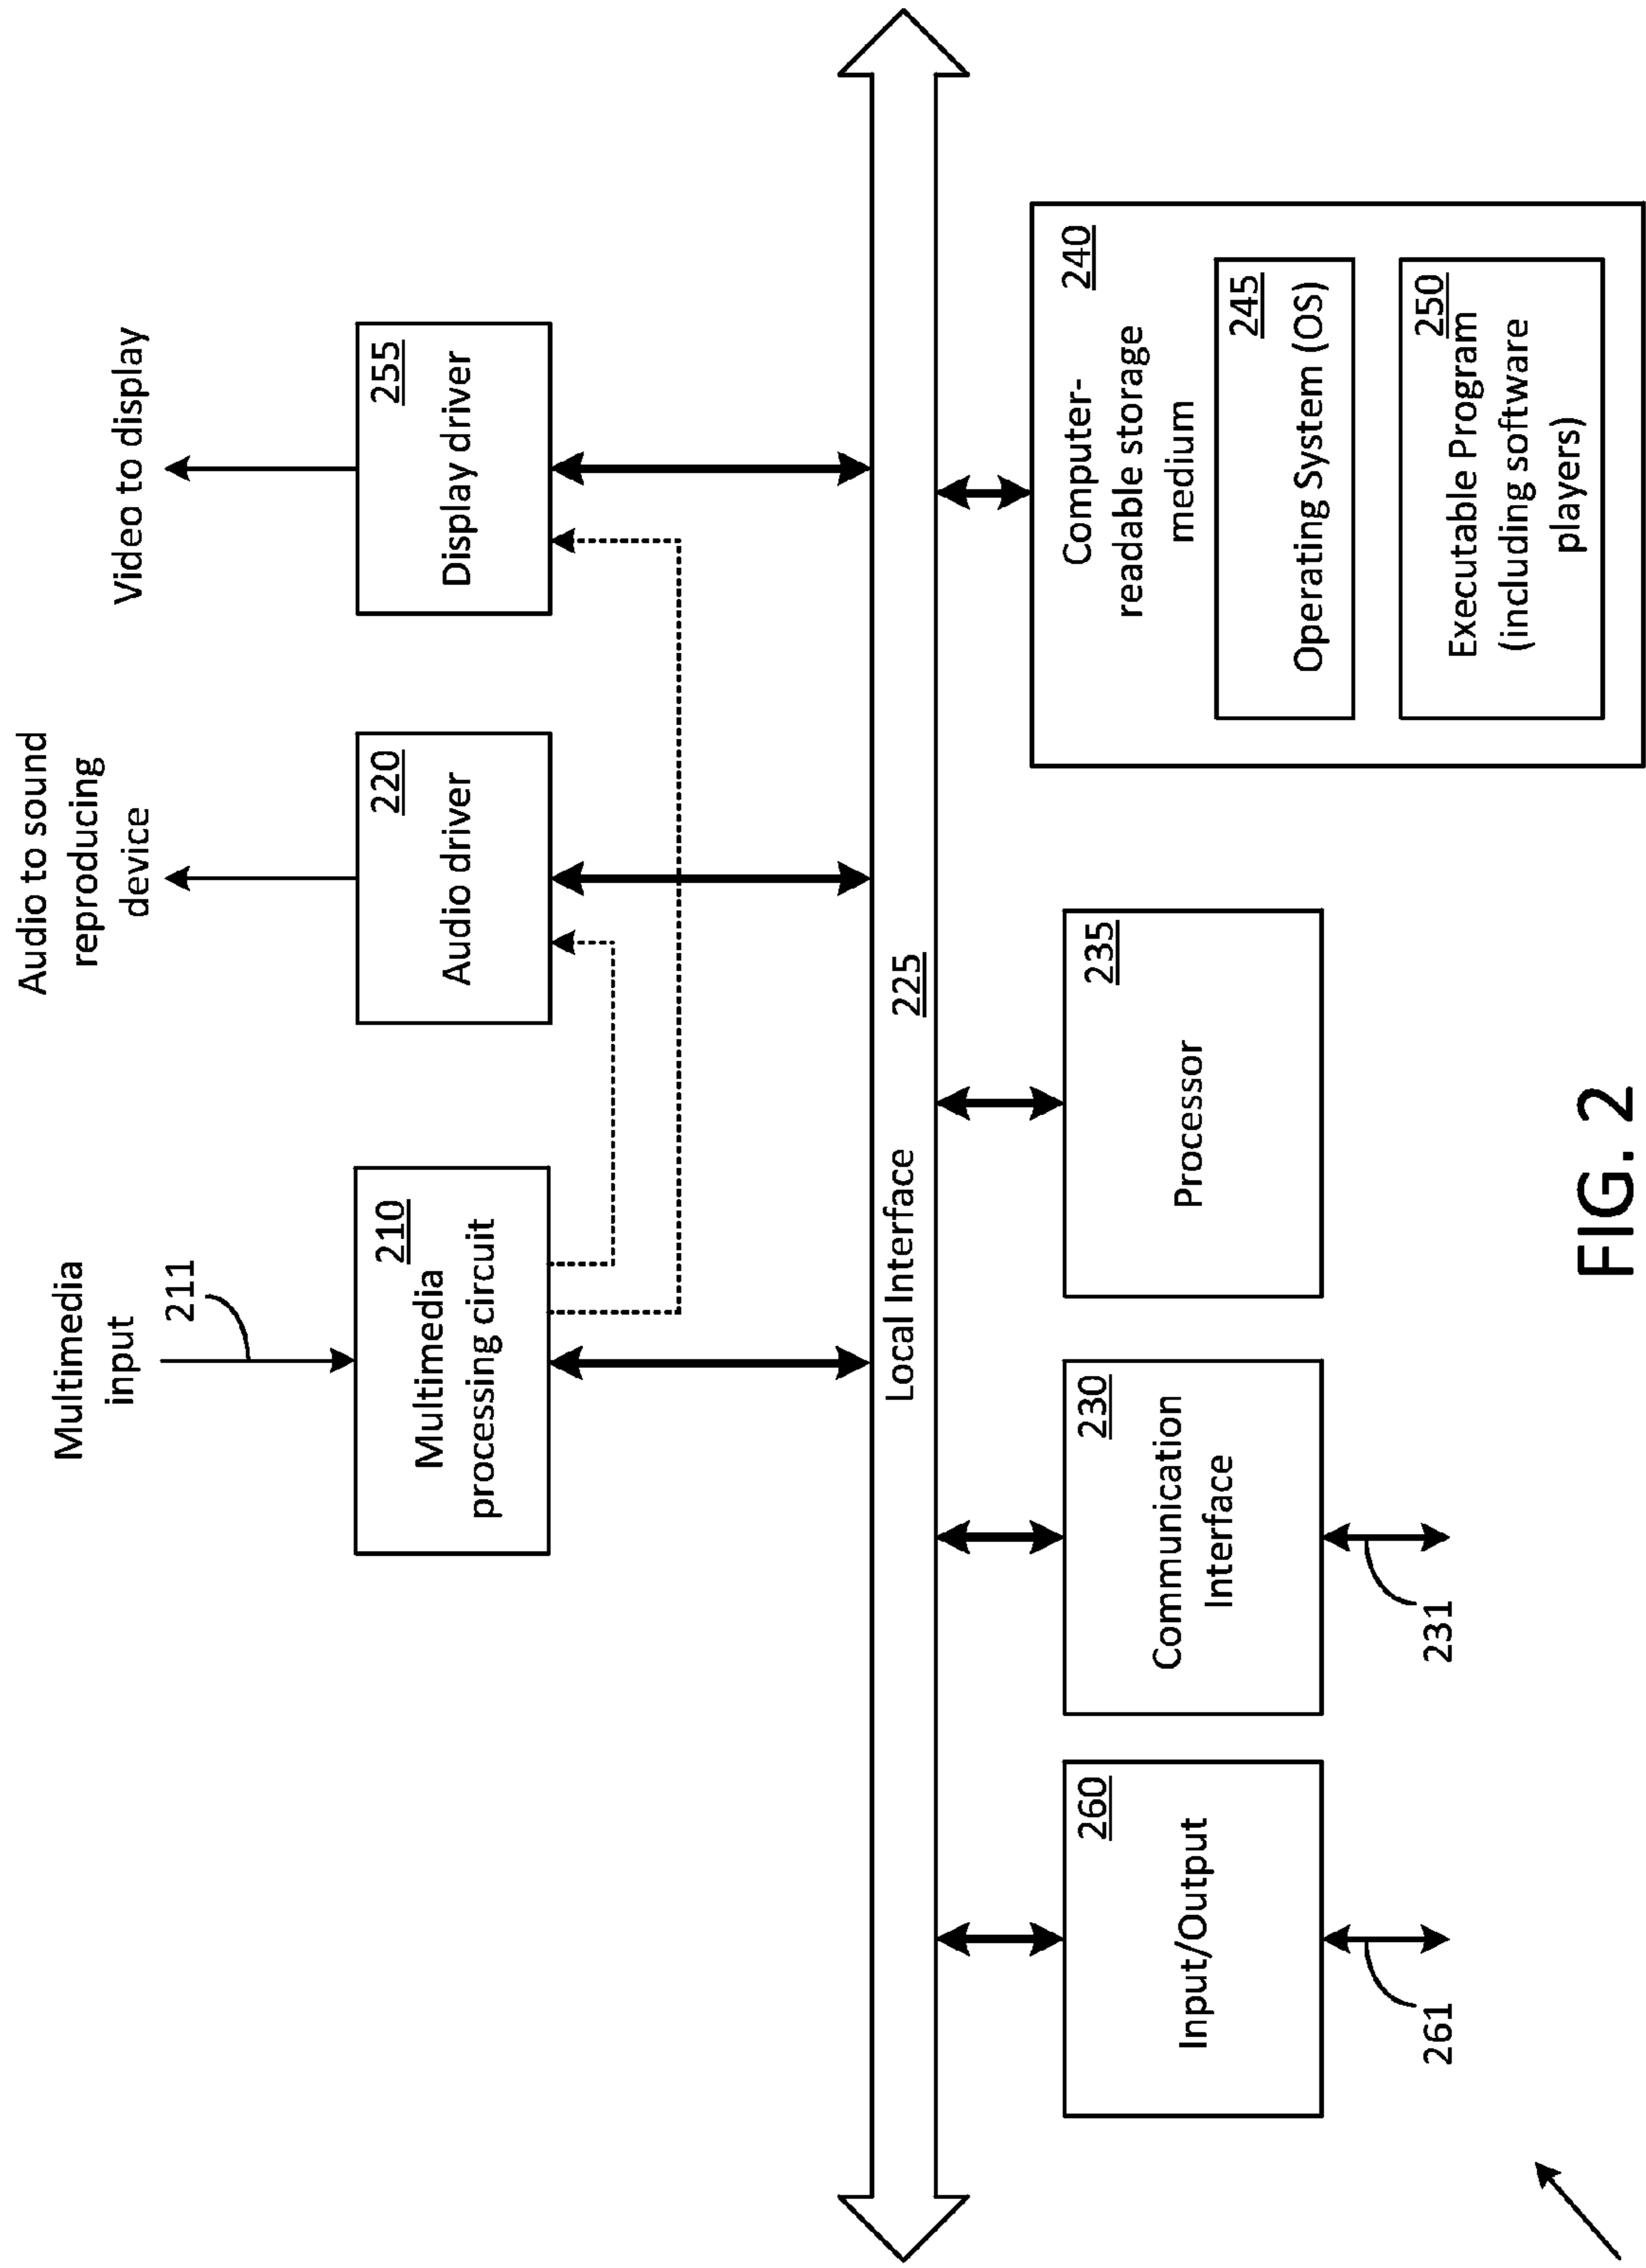 Multimedia
input
211
Audio to sound
reproducing
device
Video to display
210
Multimedia
processing circuit
220
Audio driver
255
Display driver
Local Interface
225
260
Input/Output
261
230
Communication
Interface
231
235
Processor
240
Computer-
readable storage
medium
245
Operating System (OS)
250
Executable Program
(including software
players)
FIG. 2